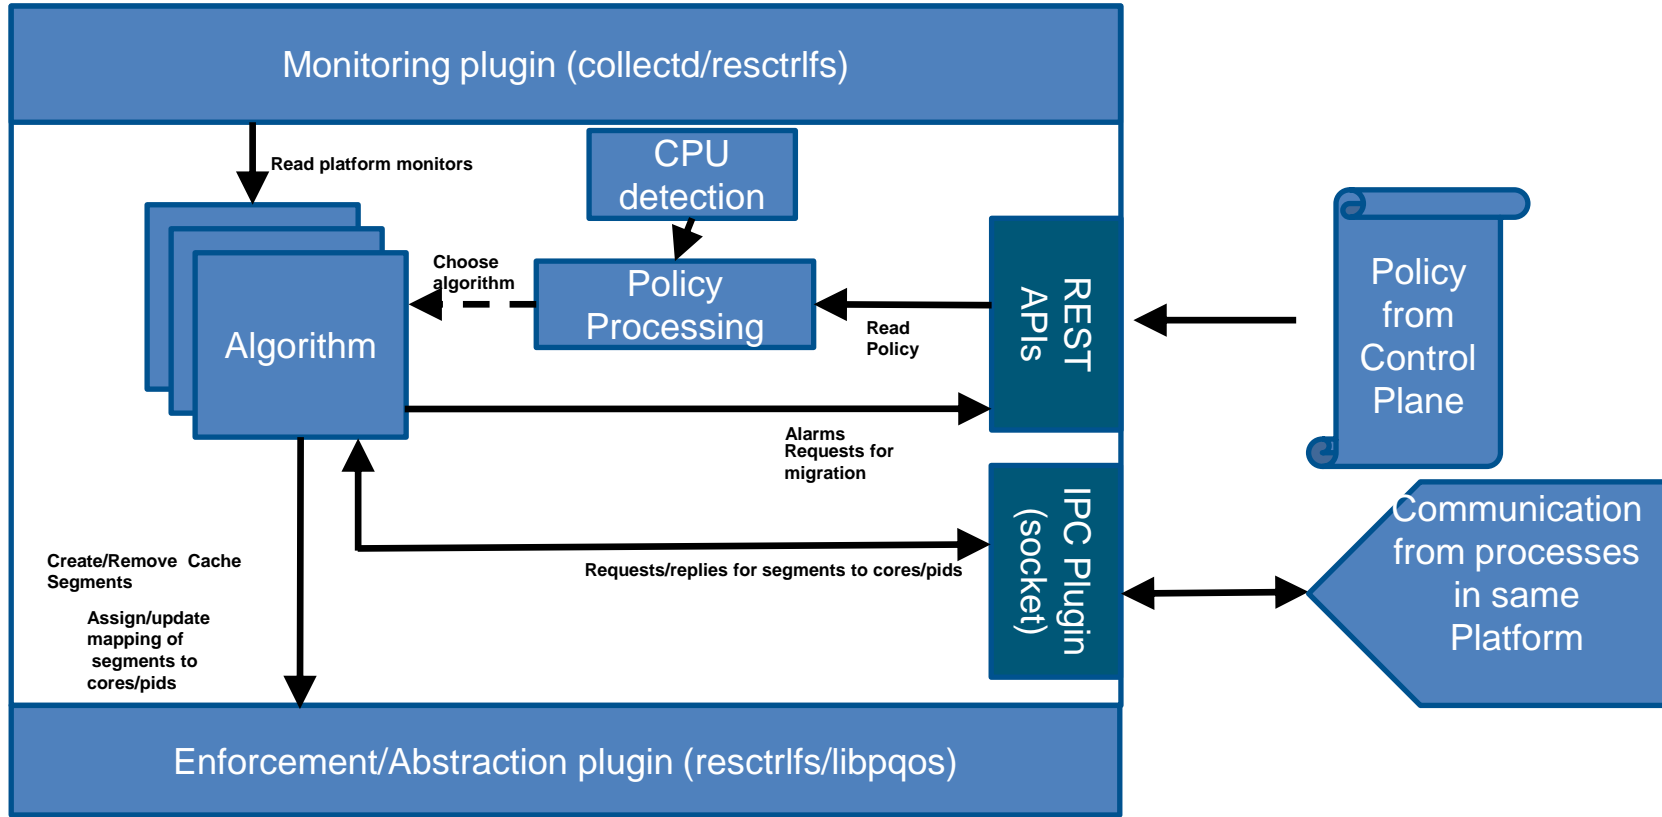 Monitoring plugin (collectd/resctrlfs)
Read platform monitors
CPU
detection
Choose
algorithm
Policy
Processing
Algorithm
Read
Policy
REST
APIs
Policy
from
Control
Plane
Alarms
Requests for
migration
IPC Plugin
(socket)
Communication
from processes
in same
Platform
Requests/replies for segments to cores/pids
Create/Remove Cache
Segments
Assign/update
mapping of
segments to
cores/pids
Enforcement/Abstraction plugin (resctrlfs/libpqos)